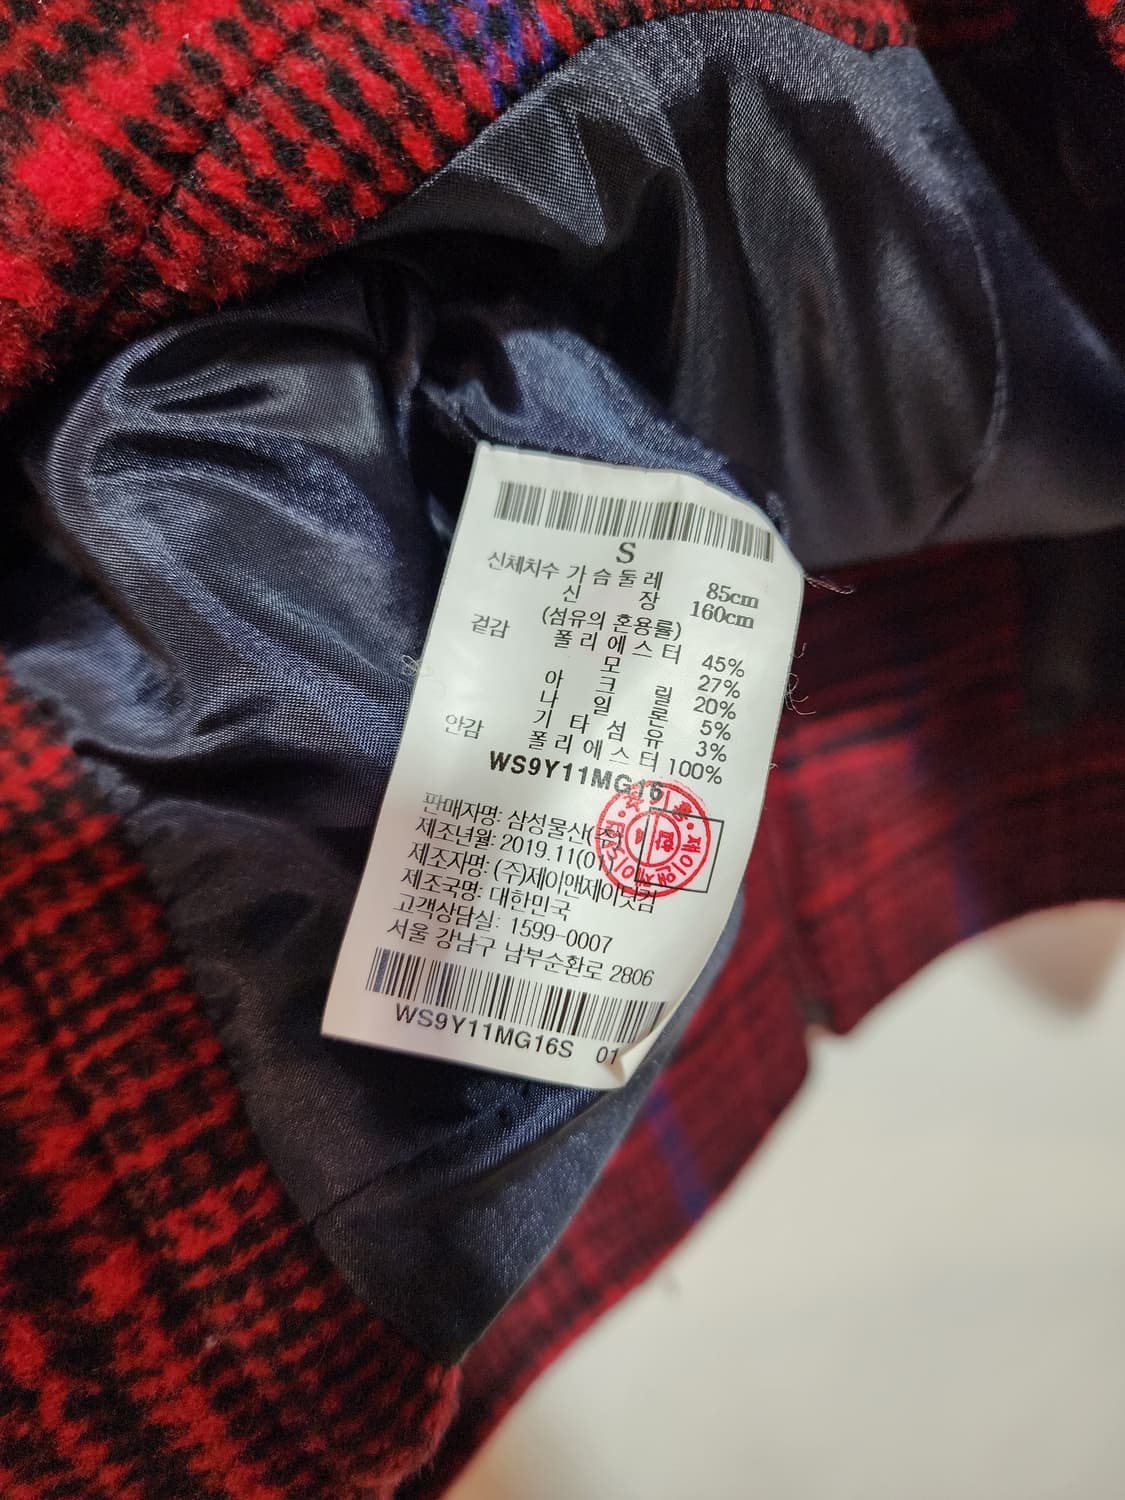 S
신체치수 가슴둘레 85cm
신장 160cm
(섬유의 혼용률)
겉감 폴리에스터 45%
모 27%
아크릴 20%
나일론 5%
기타섬유 3%
안감 폴리에스터 100%
WS9Y11MG16
판매자명: 삼성물산(주)
제조년월: 2019.11(01)
제조자명: (주)제이앤제이닷컴
제조국명: 대한민국
고객상담실: 1599-0007
서울 강남구 남부순환로 2806
WS9Y11MG16S 01